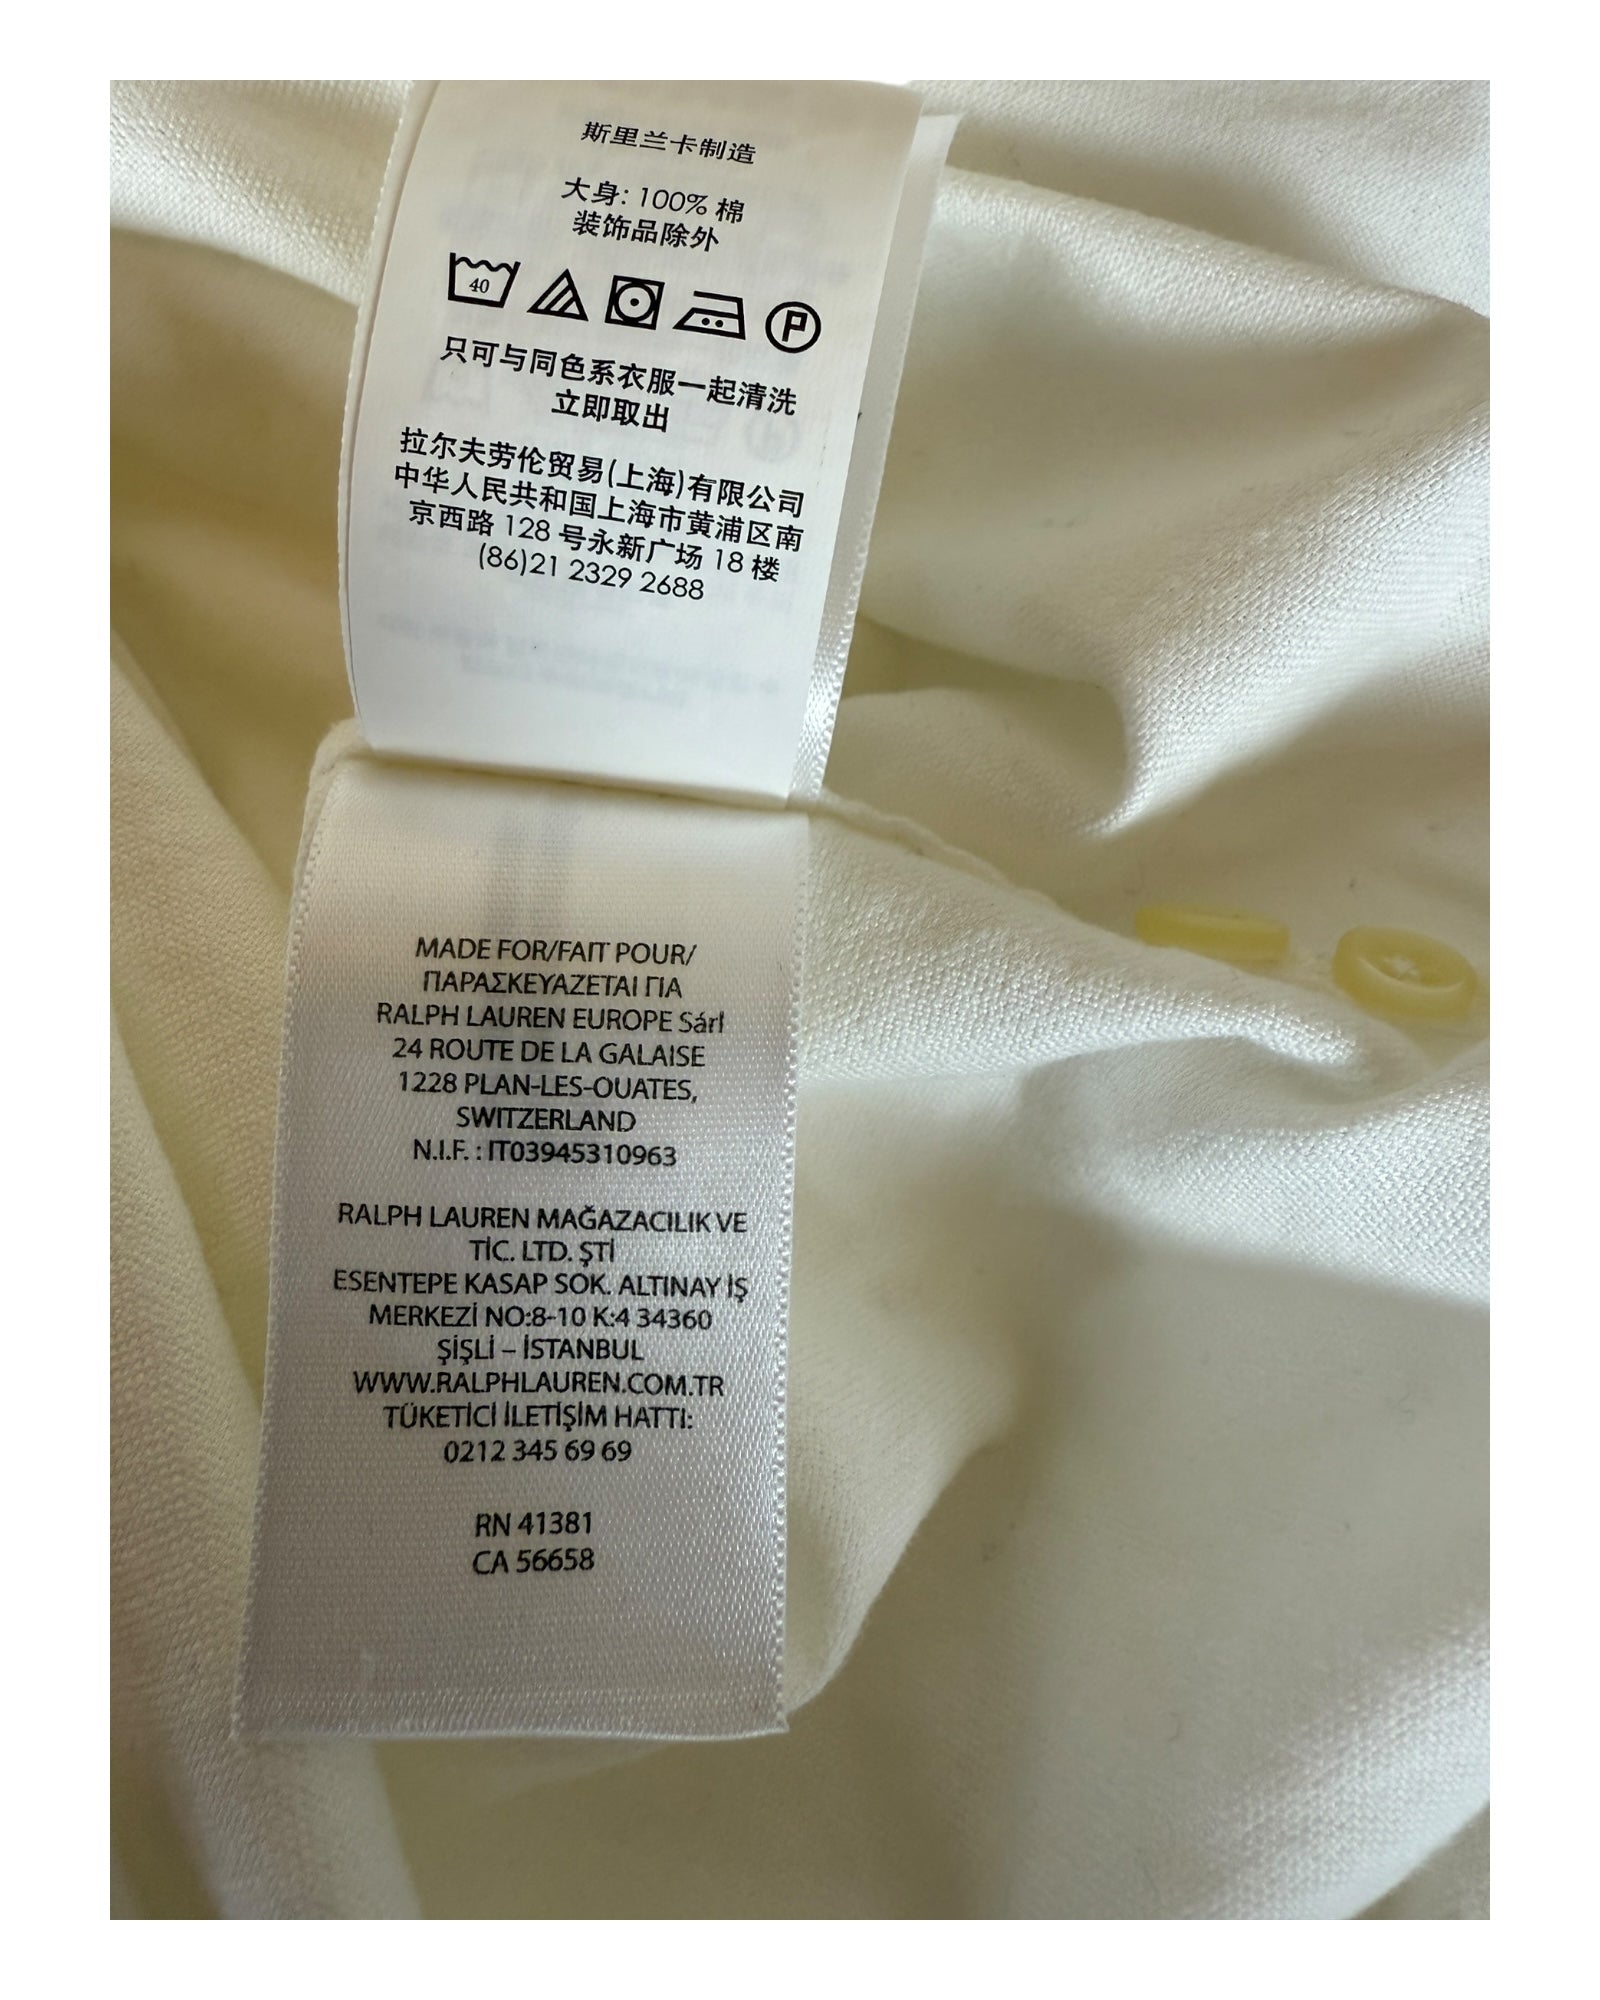 斯里兰卡制造
大身: 100% 棉
装饰品除外
40
P
只可与同色系衣服一起清洗
立即取出
拉尔夫劳伦贸易(上海)有限公司
中华人民共和国上海市黄浦区南
京西路 128 号永新广场 18 楼
(86)21 2329 2688
MADE FOR/FAIT POUR/
ΠΑΡΑΣΚΕΥΑΖΕΤΑΙ ΓΙΑ
RALPH LAUREN EUROPE Sárl
24 ROUTE DE LA GALAISE
1228 PLAN-LES-OUATES,
SWITZERLAND
N.I.F. : IT03945310963
RALPH LAUREN MAĞAZACILIK VE
TİC. LTD. ŞTİ
ESENTEPE KASAP SOK. ALTINAY İŞ
MERKEZİ NO:8-10 K:4 34360
ŞİŞLİ – İSTANBUL
WWW.RALPHLAUREN.COM.TR
TÜKETİCİ İLETİŞİM HATTI:
0212 345 69 69
RN 41381
CA 56658